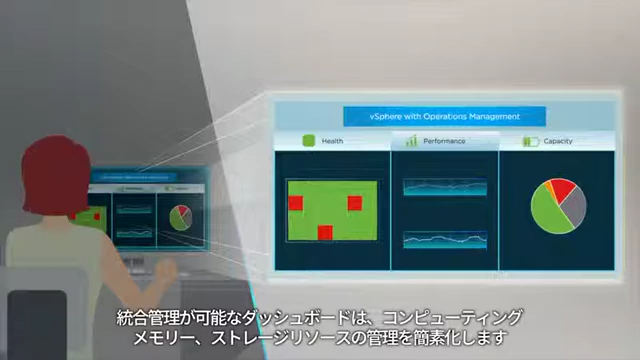 vSphere with Operations Management
Health
Performance
Capacity
統合管理が可能なダッシュボードは、コンピューティング
メモリー、ストレージリソースの管理を簡素化します